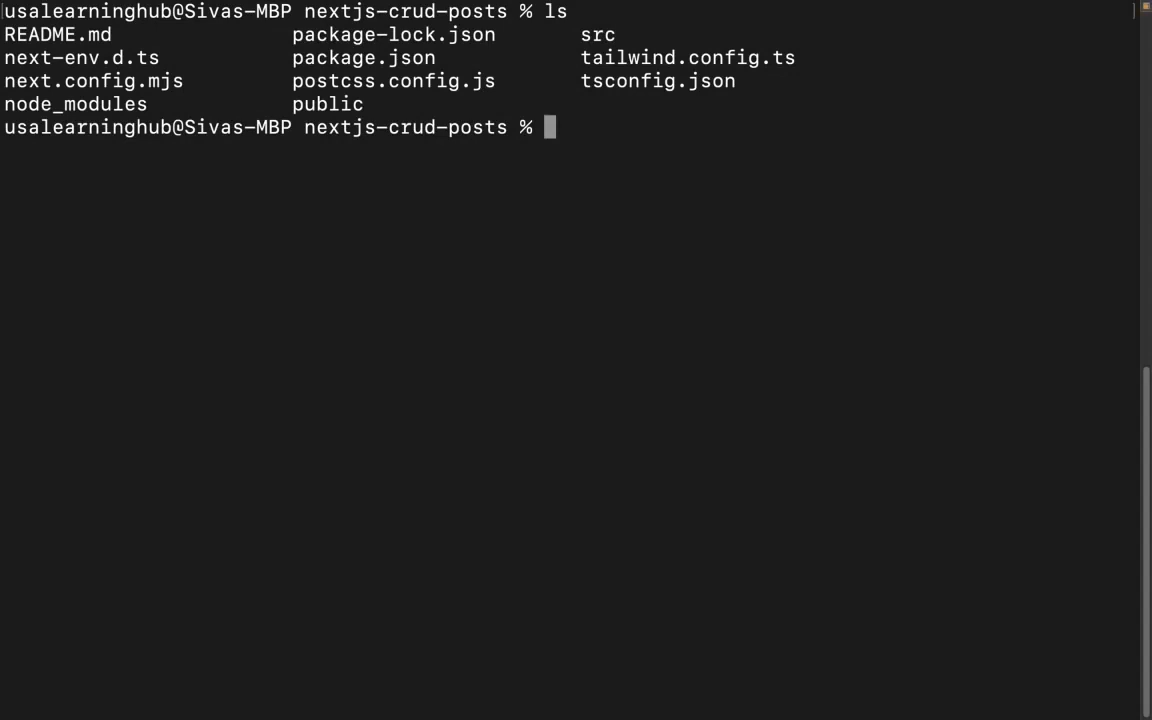 usalearninghub@Sivas-MBP nextjs-crud-posts % ls
README.md package-lock.json src
next-env.d.ts package.json tailwind.config.ts
next.config.mjs postcss.config.js tsconfig.json
node_modules public
usalearninghub@Sivas-MBP nextjs-crud-posts %